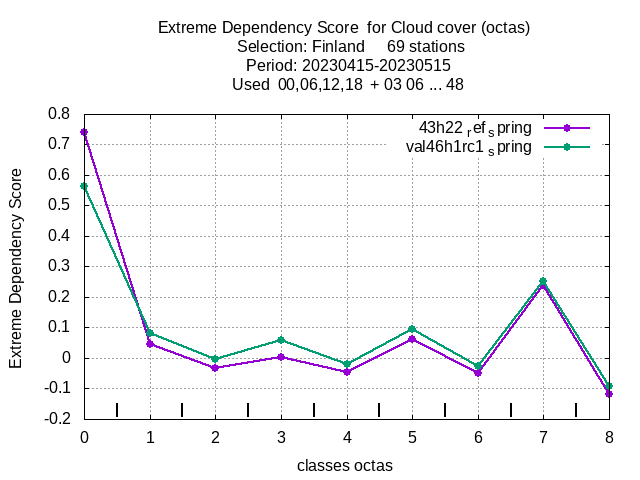 Extreme Dependency Score  for Cloud cover (octas)
Selection: Finland     69 stations
Period: 20230415-20230515
Used  00,06,12,18  + 03 06 ... 48
43h22 ref spring
val46h1rc1 spring
Extreme Dependency Score
0.8
0.7
0.6
0.5
0.4
0.3
0.2
0.1
0
-0.1
-0.2
0 1 2 3 4 5 6 7 8
classes octas